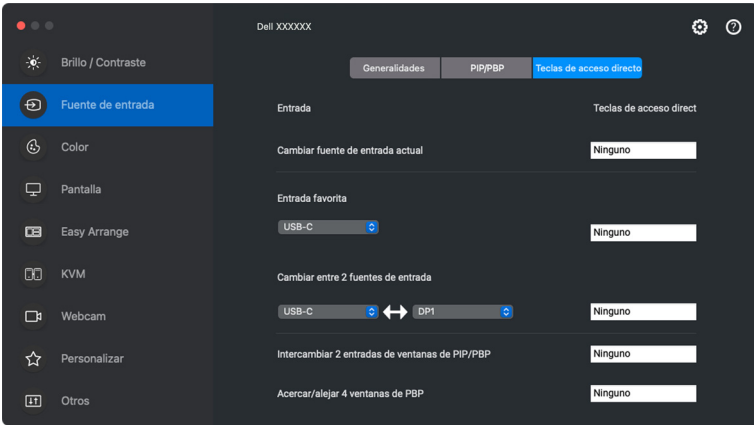 Dell XXXXXX
Brillo / Contraste
Fuente de entrada
Color
Pantalla
Easy Arrange
KVM
Webcam
Personalizar
Otros
Generalidades PIP/PBP Teclas de acceso directo
Entrada Teclas de acceso direct
Cambiar fuente de entrada actual Ninguno
Entrada favorita
USB-C Ninguno
Cambiar entre 2 fuentes de entrada
USB-C DP1 Ninguno
Intercambiar 2 entradas de ventanas de PIP/PBP Ninguno
Acercar/alejar 4 ventanas de PBP Ninguno